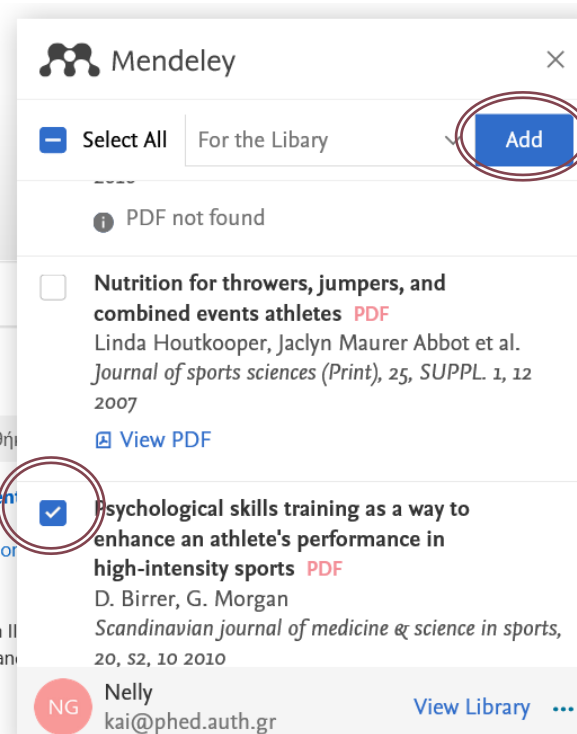 Mendeley
Select All For the Libary Add
PDF not found
Nutrition for throwers, jumpers, and
combined events athletes PDF
Linda Houtkooper, Jaclyn Maurer Abbot et al.
Journal of sports sciences (Print), 25, SUPPL. 1, 12
2007
View PDF
Psychological skills training as a way to
enhance an athlete's performance in
high-intensity sports PDF
D. Birrer, G. Morgan
Scandinavian journal of medicine & science in sports,
20, s2, 10 2010
NG Nelly
kai@phed.auth.gr
View Library